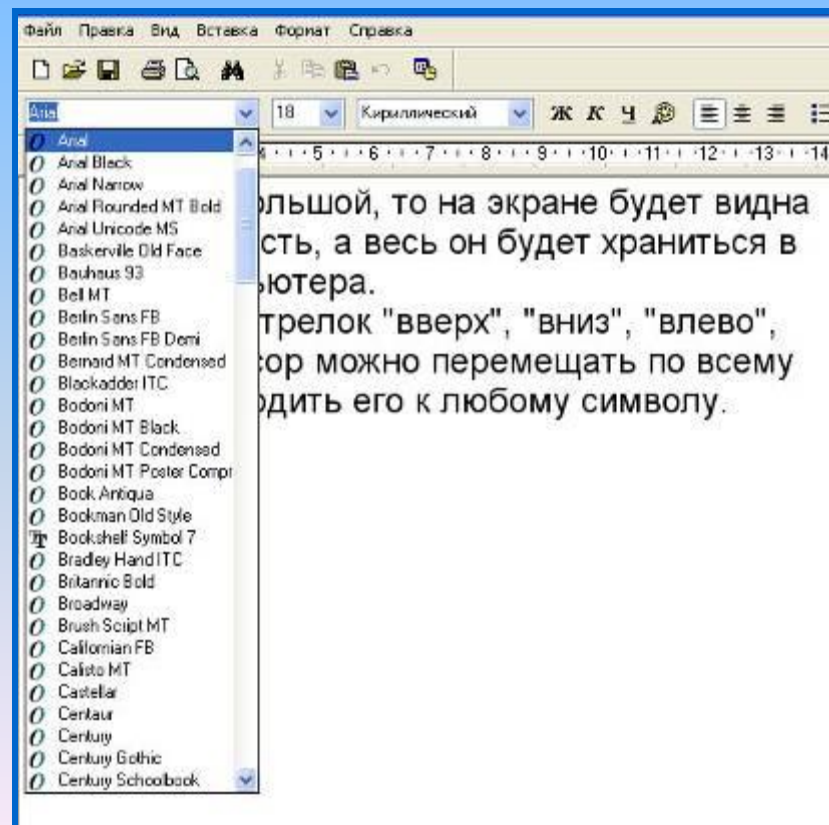 Файл Правка Вид Вставка Формат Справка
Arial 18 Кириллический Ж К Ч
4 5 6 7 8 9 10 11 12 13 14
Arial
Arial Black
Arial Narrow
Arial Rounded MT Bold
Arial Unicode MS
Baskerville Old Face
Bauhaus 93
Bell MT
Berlin Sans FB
Berlin Sans FB Demi
Bernard MT Condensed
Blackadder ITC
Bodoni MT
Bodoni MT Black
Bodoni MT Condensed
Bodoni MT Poster Compr
Book Antiqua
Bookman Old Style
Bookshelf Symbol 7
Bradley Hand ITC
Britannic Bold
Broadway
Brush Script MT
Californian FB
Calisto MT
Castellar
Centaur
Century
Century Gothic
Century Schoolbook
ольшой, то на экране будет видна
сть, а весь он будет храниться в
ьютера.
трелок "вверх", "вниз", "влево",
сор можно перемещать по всему
одить его к любому символу.